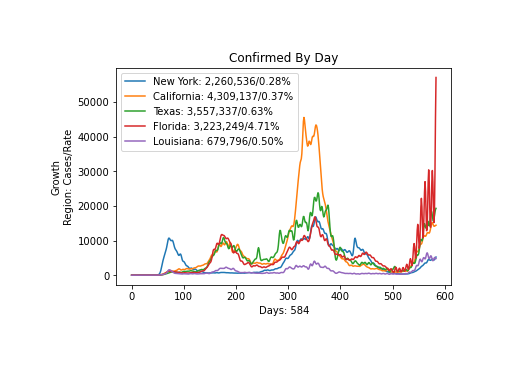 Confirmed By Day
New York: 2,260,536/0.28%
California: 4,309,137/0.37%
Texas: 3,557,337/0.63%
Florida: 3,223,249/4.71%
Louisiana: 679,796/0.50%
Growth
Region: Cases/Rate
50000
40000
30000
20000
10000
0
0 100 200 300 400 500 600
Days: 584